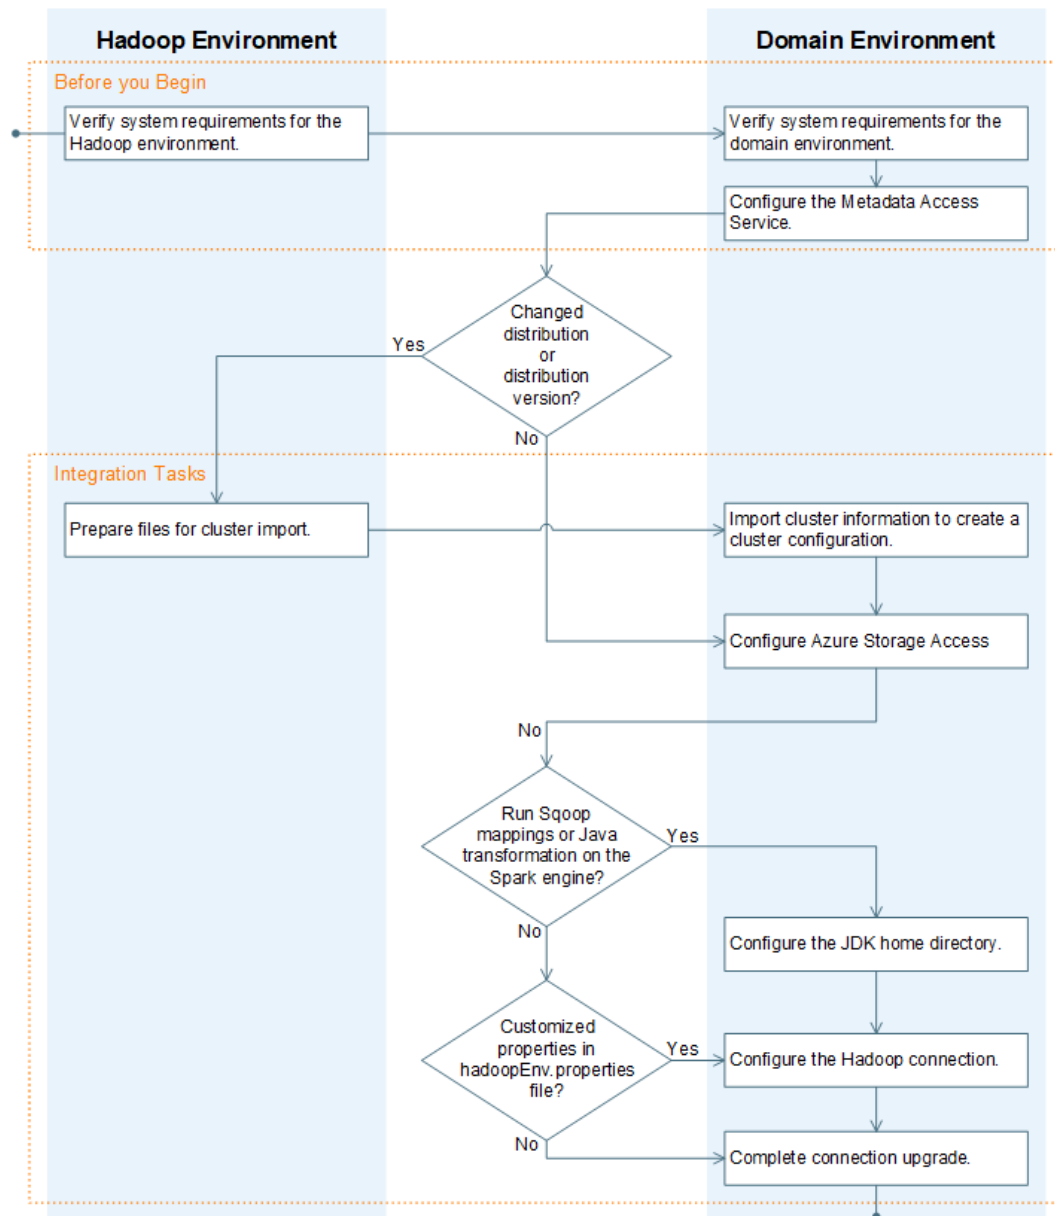 Hadoop Environment
Domain Environment
Before you Begin
Verify system requirements for the
Hadoop environment.
Verify system requirements for the
domain environment.
Configure the Metadata Access
Service.
Changed
distribution
or
distribution
version?
Yes
No
Integration Tasks
Prepare files for cluster import.
Import cluster information to create a
cluster configuration.
Configure Azure Storage Access
No
Run Sqoop
mappings or Java
transformation on the
Spark engine?
Yes
No
Configure the JDK home directory.
Customized
properties in
hadoopEnv.properties
file?
Yes
Configure the Hadoop connection.
No
Complete connection upgrade.